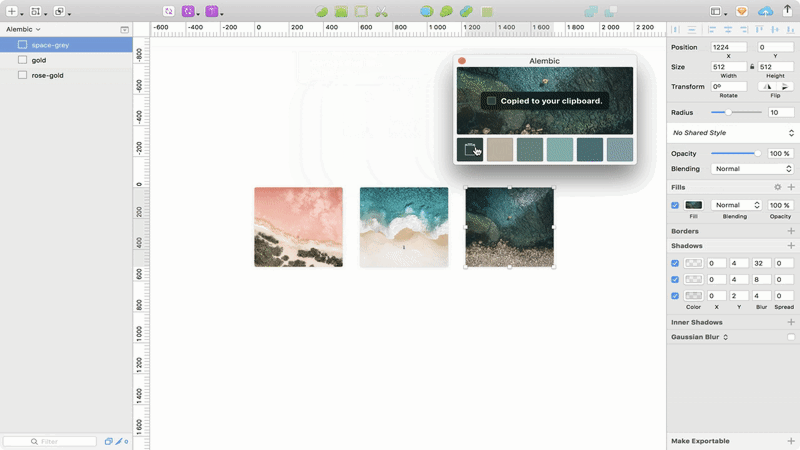 -600
-400
-200
0
200
400
600
800
1 000
1 200
1 400
1 600
1 800
2 000
2 200
Alembic
space-grey
gold
rose-gold
-800
-600
-400
-200
0
200
400
600
800
1 000
1 200
1 400
1 600
Alembic
Copied to your clipboard.
Position 1224 0
X Y
Size 512 512
Width Height
Transform 0º
Rotate Flip
Radius 10
No Shared Style
Opacity 100 %
Blending Normal
Fills
Normal 100 %
Fill Blending Opacity
Borders
Shadows
0 4 32 0
0 4 8 0
0 2 4 0
Color X Y Blur Spread
Inner Shadows
Gaussian Blur
Make Exportable
Filter
0